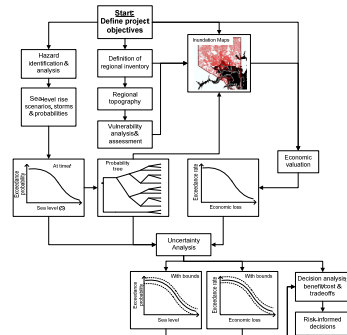 Start:
Define project
objectives
Hazard
identification &
analysis
Definition of
regional inventory
Inundation Maps
Sea-level rise
scenarios, storms
& probabilities
Regional
topography
Vulnerability
analysis &
assessment
Economic
valuation
At time t
Exceedance
probability
Sea level (S)
Probability
tree
Exceedance rate
Economic loss
Uncertainty
Analysis
With bounds
Exceedance
probability
Sea level
With bounds
Exceedance rate
Economic loss
Decision analysis,
benefit/cost &
tradeoffs
Risk-informed
decisions